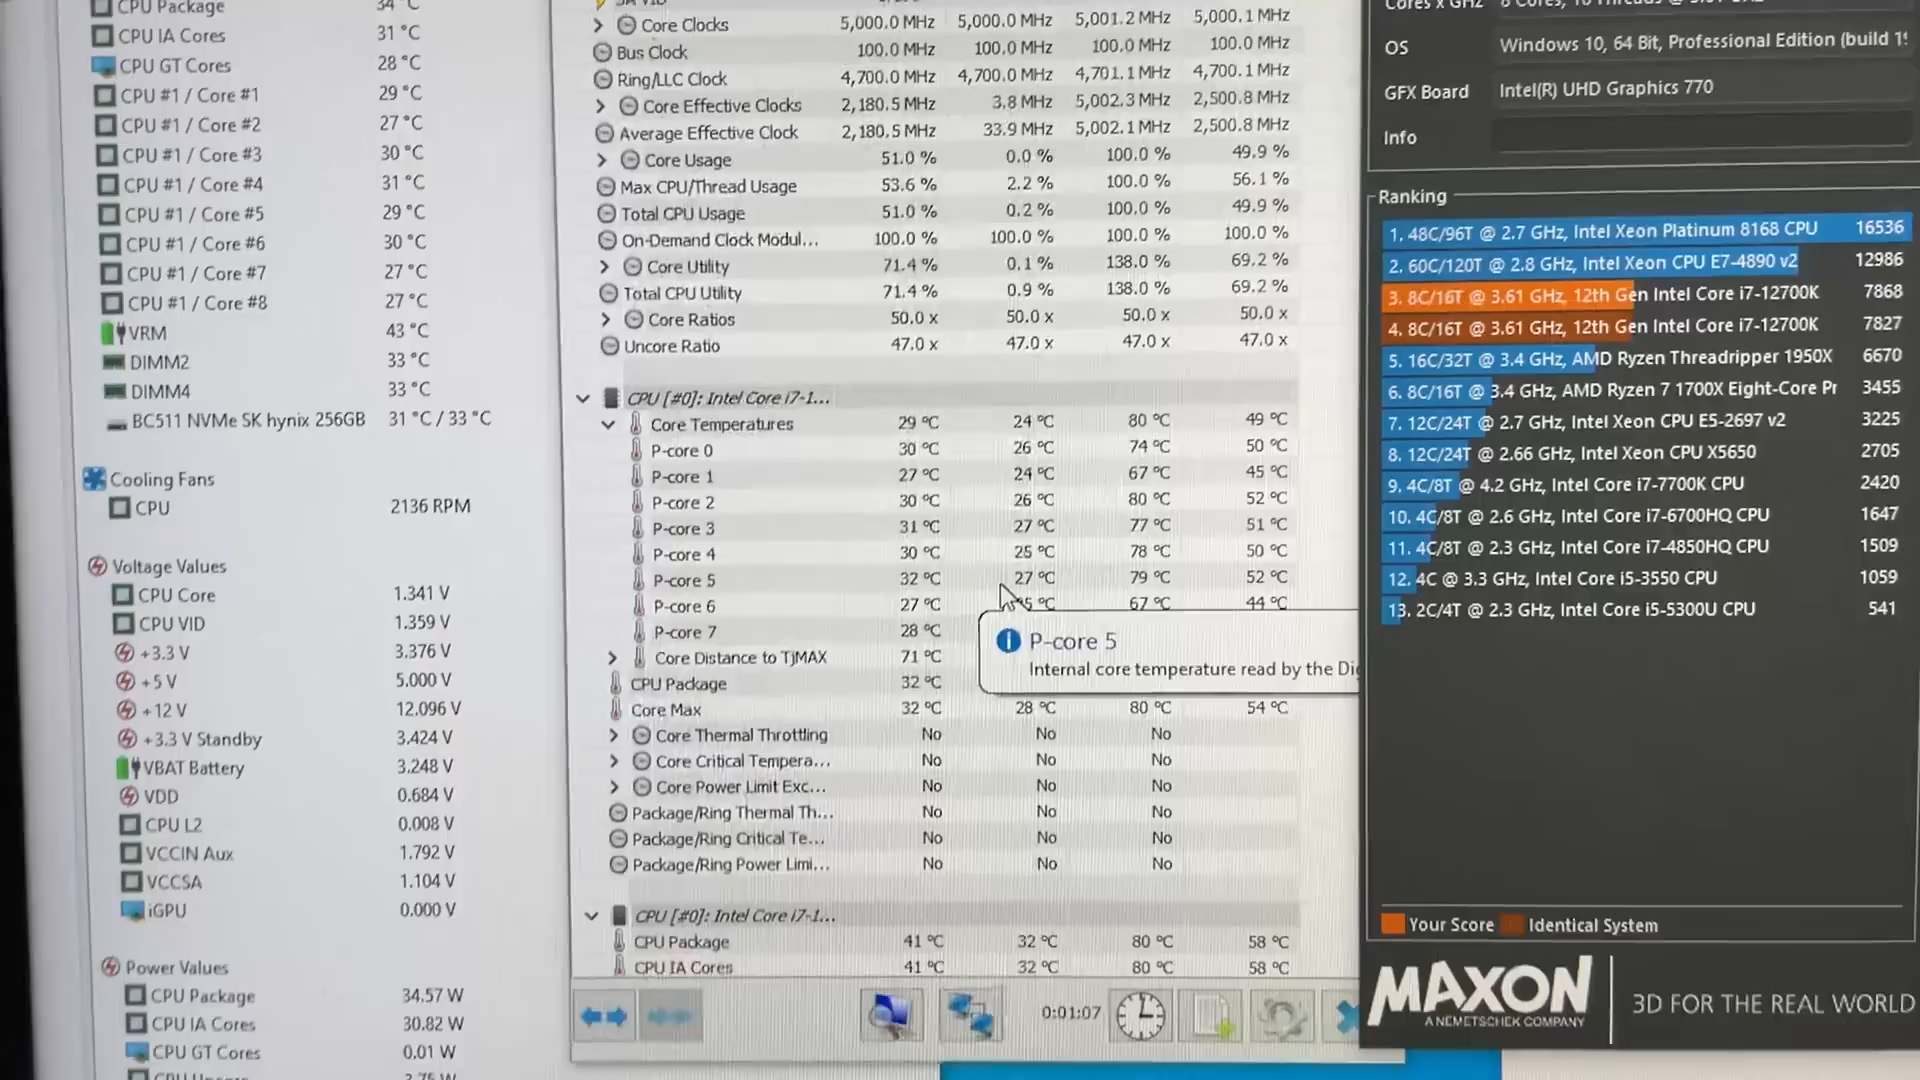 CPU Package 34 °C
CPU IA Cores 31 °C
CPU GT Cores 28 °C
CPU #1 / Core #1 29 °C
CPU #1 / Core #2 27 °C
CPU #1 / Core #3 30 °C
CPU #1 / Core #4 31 °C
CPU #1 / Core #5 29 °C
CPU #1 / Core #6 30 °C
CPU #1 / Core #7 27 °C
CPU #1 / Core #8 27 °C
VRM 43 °C
DIMM2 33 °C
DIMM4 33 °C
BC511 NVMe SK hynix 256GB 31 °C / 33 °C
Cooling Fans
CPU 2136 RPM
Voltage Values
CPU Core 1.341 V
CPU VID 1.359 V
+3.3 V 3.376 V
+5 V 5.000 V
+12 V 12.096 V
+3.3 V Standby 3.424 V
VBAT Battery 3.248 V
VDD 0.684 V
CPU L2 0.008 V
VCCIN Aux 1.792 V
VCCSA 1.104 V
iGPU 0.000 V
Power Values
CPU Package 34.57 W
CPU IA Cores 30.82 W
CPU GT Cores 0.01 W
SA VID
Core Clocks 5,000.0 MHz 5,000.0 MHz 5,001.2 MHz 5,000.1 MHz
Bus Clock 100.0 MHz 100.0 MHz 100.0 MHz 100.0 MHz
Ring/LLC Clock 4,700.0 MHz 4,700.0 MHz 4,701.1 MHz 4,700.1 MHz
Core Effective Clocks 2,180.5 MHz 3.8 MHz 5,002.3 MHz 2,500.8 MHz
Average Effective Clock 2,180.5 MHz 33.9 MHz 5,002.1 MHz 2,500.8 MHz
Core Usage 51.0 % 0.0 % 100.0 % 49.9 %
Max CPU/Thread Usage 53.6 % 2.2 % 100.0 % 56.1 %
Total CPU Usage 51.0 % 0.2 % 100.0 % 49.9 %
On-Demand Clock Modul... 100.0 % 100.0 % 100.0 % 100.0 %
Core Utility 71.4 % 0.1 % 138.0 % 69.2 %
Total CPU Utility 71.4 % 0.9 % 138.0 % 69.2 %
Core Ratios 50.0 x 50.0 x 50.0 x 50.0 x
Uncore Ratio 47.0 x 47.0 x 47.0 x 47.0 x
CPU [#0]: Intel Core i7-1...
Core Temperatures 29 °C 24 °C 80 °C 49 °C
P-core 0 30 °C 26 °C 74 °C 50 °C
P-core 1 27 °C 24 °C 67 °C 45 °C
P-core 2 30 °C 26 °C 80 °C 52 °C
P-core 3 31 °C 27 °C 77 °C 51 °C
P-core 4 30 °C 25 °C 78 °C 50 °C
P-core 5 32 °C 27 °C 79 °C 52 °C
P-core 6 27 °C 67 °C 44 °C
P-core 7 28 °C
P-core 5
Internal core temperature read by the
Core Distance to TjMAX 71 °C
CPU Package 32 °C
Core Max 32 °C 28 °C 80 °C 54 °C
Core Thermal Throttling No No No
Core Critical Tempera... No No No
Core Power Limit Exc... No No No
Package/Ring Thermal Th... No No No
Package/Ring Critical Te... No No No
Package/Ring Power Limi... No No No
CPU [#0]: Intel Core i7-1...
CPU Package 41 °C 32 °C 80 °C 58 °C
CPU IA Cores 41 °C 32 °C 80 °C 58 °C
0:01:07
Cores x GHz
OS Windows 10, 64 Bit, Professional Edition (build
GFX Board Intel(R) UHD Graphics 770
Info
Ranking
1. 48C/96T @ 2.7 GHz, Intel Xeon Platinum 8168 CPU 16536
2. 60C/120T @ 2.8 GHz, Intel Xeon CPU E7-4890 v2 12986
3. 8C/16T @ 3.61 GHz, 12th Gen Intel Core i7-12700K 7868
4. 8C/16T @ 3.61 GHz, 12th Gen Intel Core i7-12700K 7827
5. 16C/32T @ 3.4 GHz, AMD Ryzen Threadripper 1950X 6670
6. 8C/16T @ 3.4 GHz, AMD Ryzen 7 1700X Eight-Core Pr 3455
7. 12C/24T @ 2.7 GHz, Intel Xeon CPU E5-2697 v2 3225
8. 12C/24T @ 2.66 GHz, Intel Xeon CPU X5650 2705
9. 4C/8T @ 4.2 GHz, Intel Core i7-7700K CPU 2420
10. 4C/8T @ 2.6 GHz, Intel Core i7-6700HQ CPU 1647
11. 4C/8T @ 2.3 GHz, Intel Core i7-4850HQ CPU 1509
12. 4C @ 3.3 GHz, Intel Core i5-3550 CPU 1059
13. 2C/4T @ 2.3 GHz, Intel Core i5-5300U CPU 541
Your Score Identical System
MAXON
A NEMETSCHEK COMPANY
3D FOR THE REAL WORLD